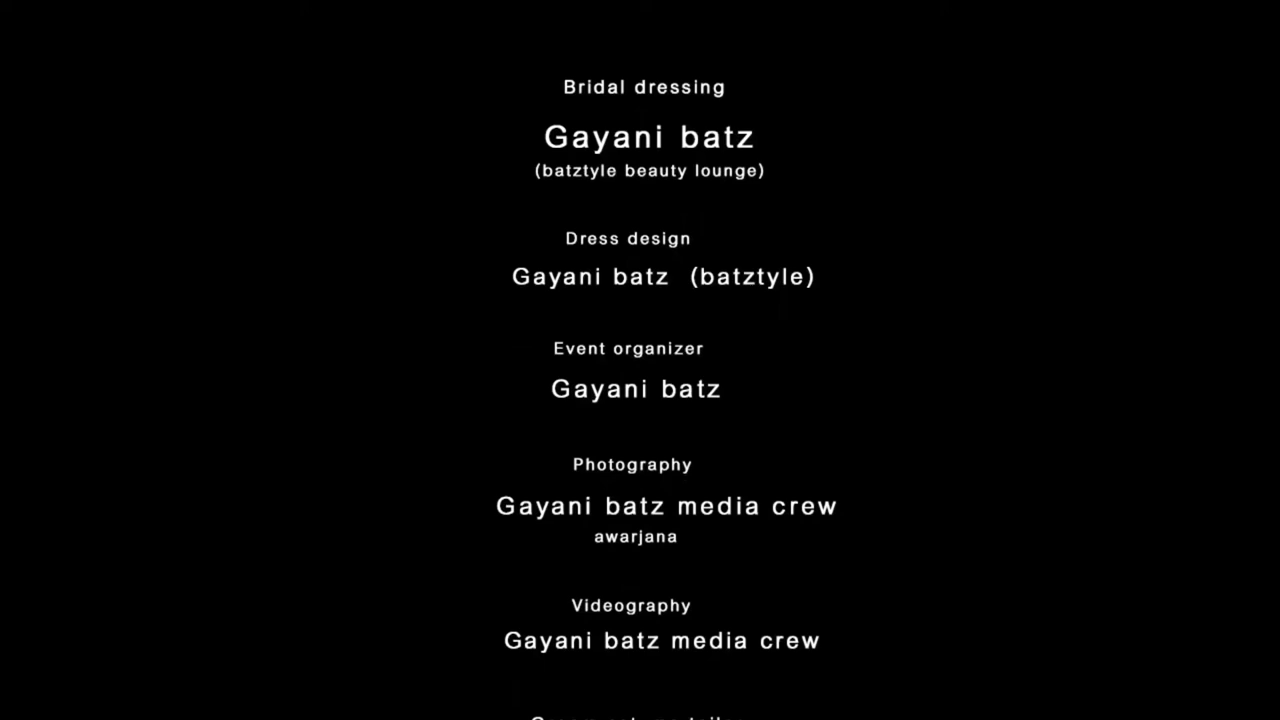 Bridal dressing
Gayani batz
(batztyle beauty lounge)
Dress design
Gayani batz (batztyle)
Event organizer
Gayani batz
Photography
Gayani batz media crew
awarjana
Videography
Gayani batz media crew